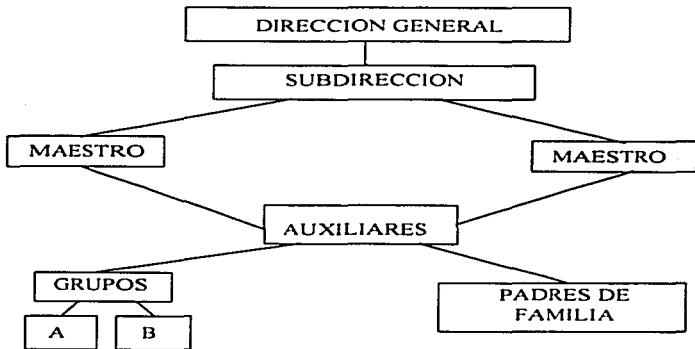 DIRECCION GENERAL
SUBDIRECCION
MAESTRO
MAESTRO
AUXILIARES
GRUPOS
PADRES DE
FAMILIA
A
B